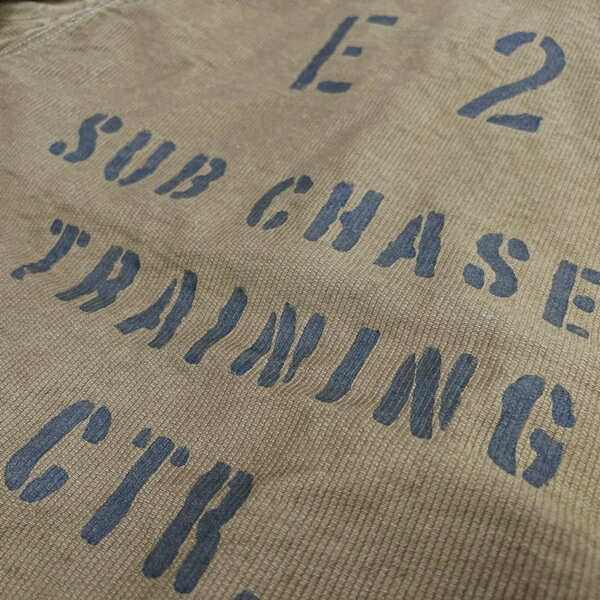 E 2
SUB CHASE
TRAINING
CTR.